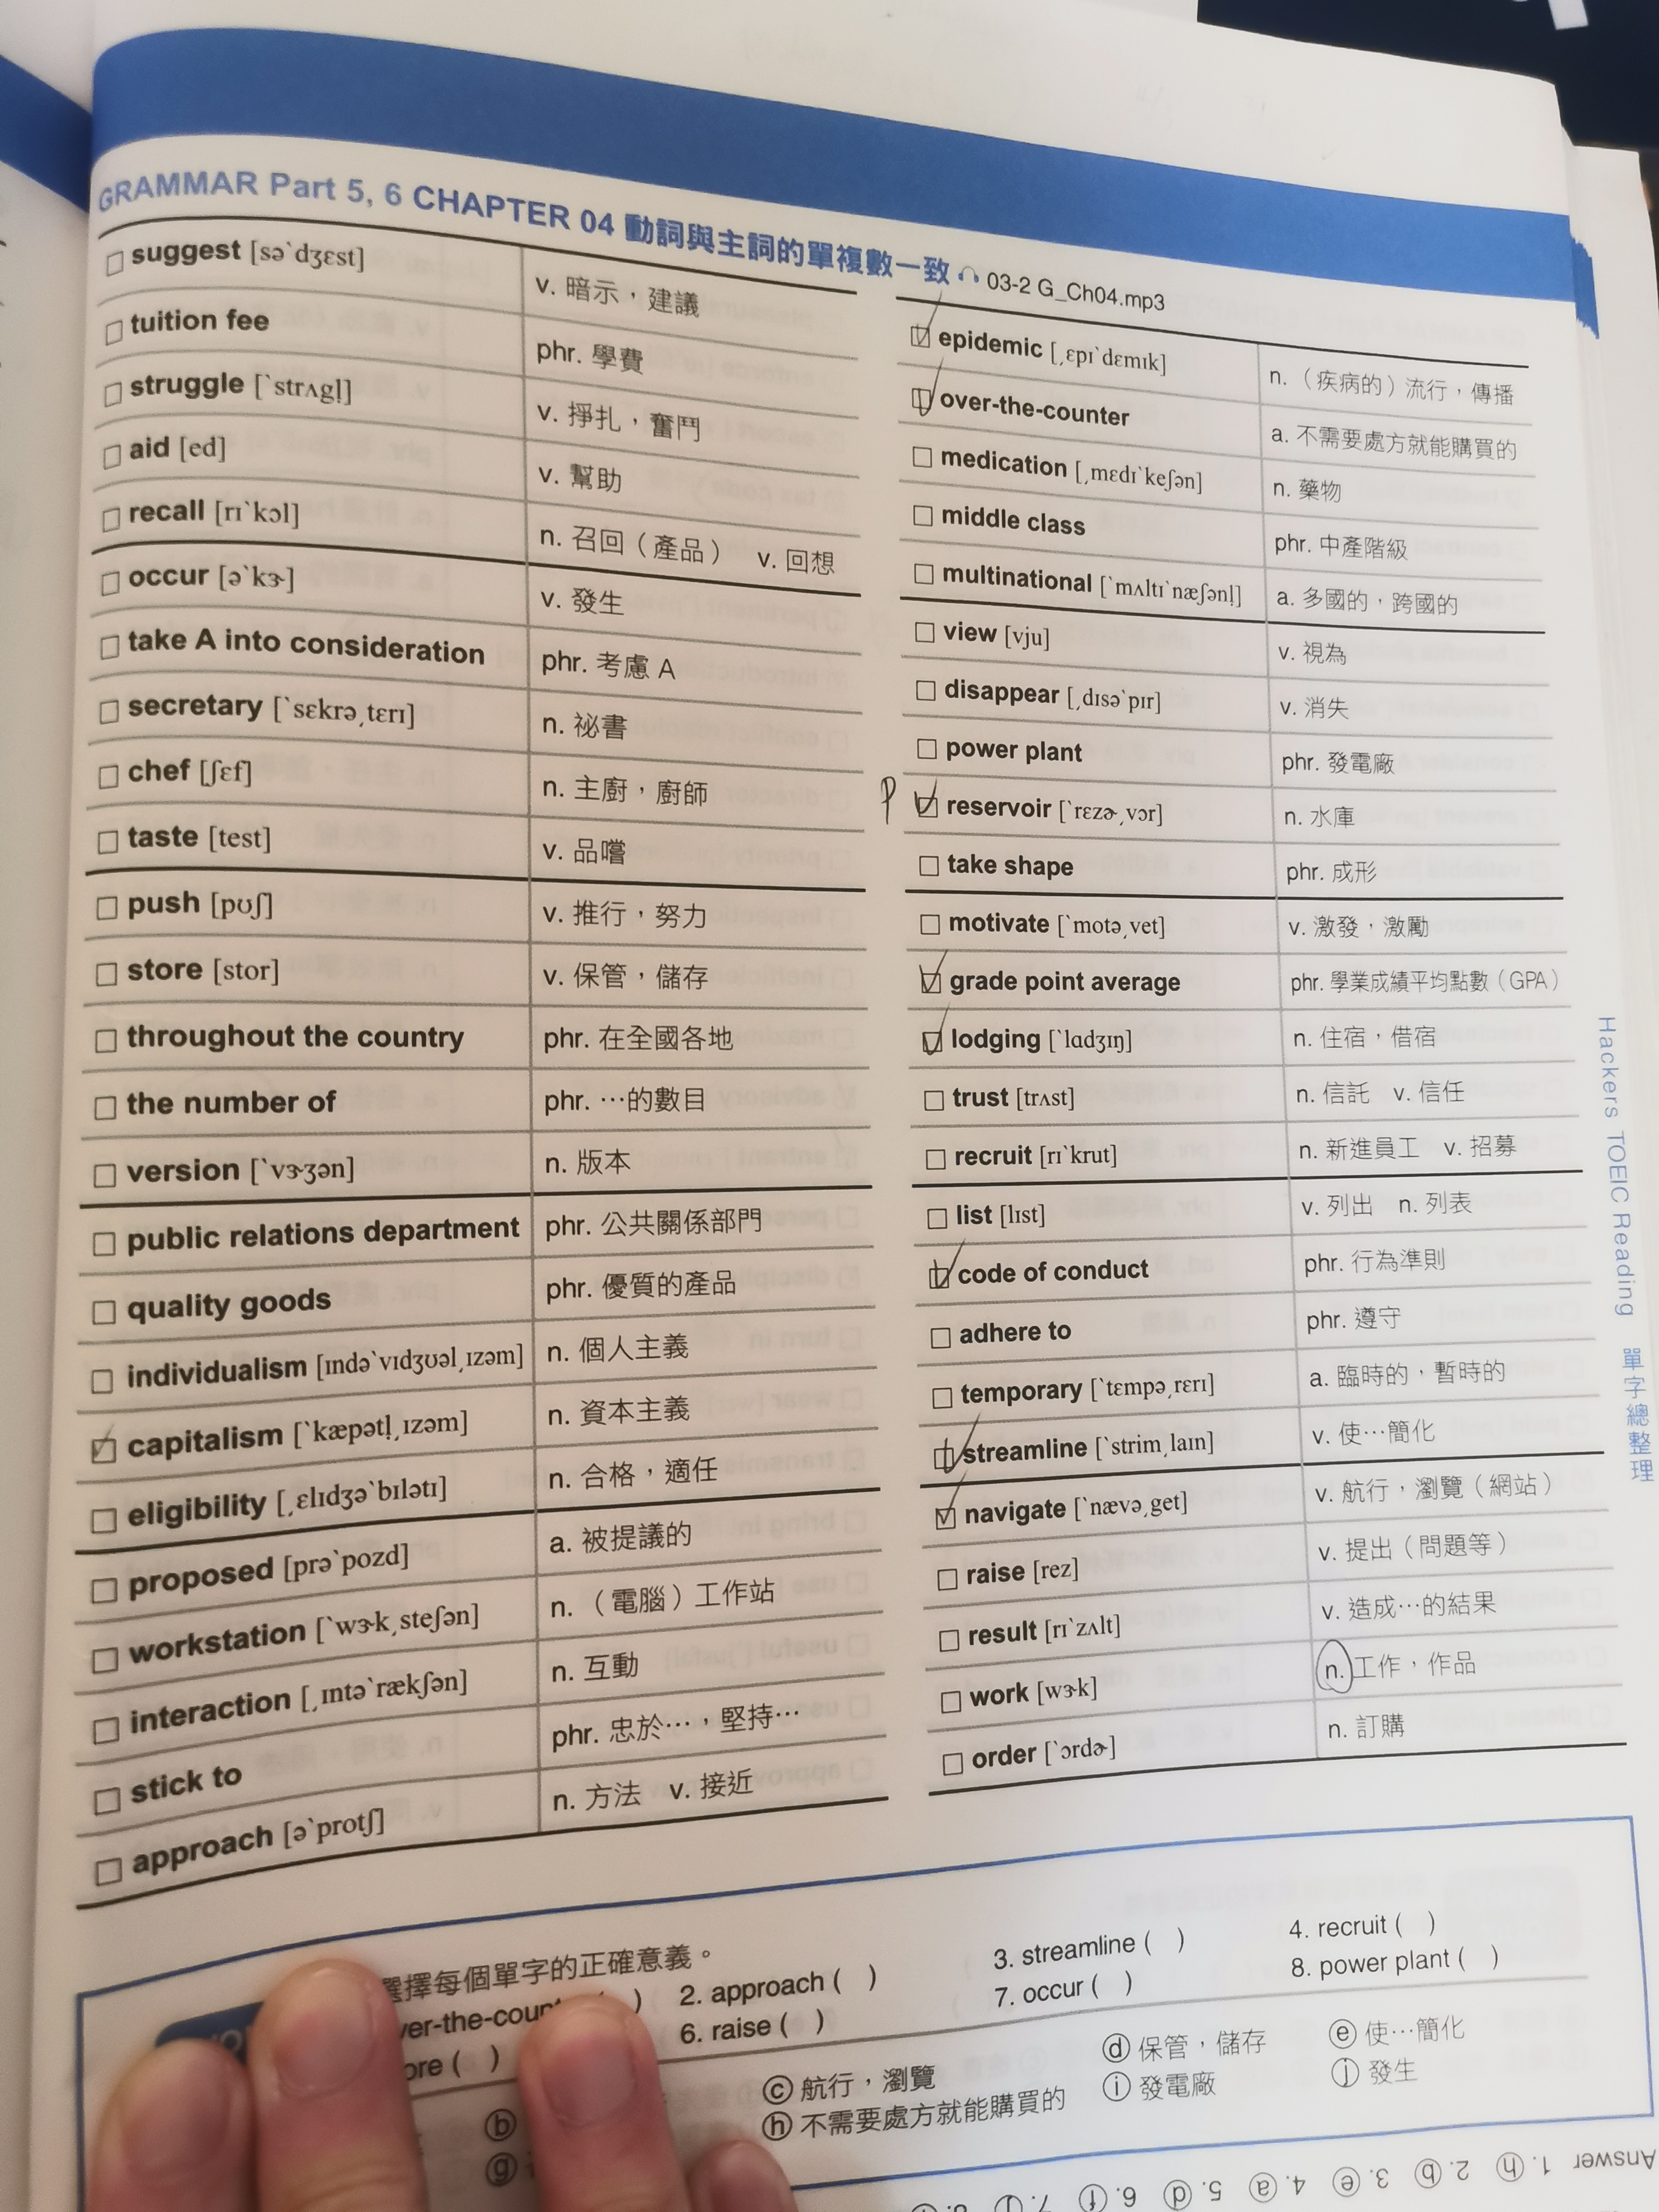 GRAMMAR Part 5, 6 CHAPTER 04 動詞與主詞的單複數一致 03-2 G_Ch04.mp3
suggest [sə`dʒɛst] v. 暗示，建議
tuition fee phr. 學費
struggle [`strʌgl̩] v. 掙扎，奮鬥
aid [ed] v. 幫助
recall [rɪ`kɔl] n. 召回（產品） v. 回想
occur [ə`kɝ] v. 發生
take A into consideration phr. 考慮 A
secretary [`sɛkrə͵tɛrɪ] n. 祕書
chef [ʃɛf] n. 主廚，廚師
taste [test] v. 品嚐
push [pʊʃ] v. 推行，努力
store [stor] v. 保管，儲存
throughout the country phr. 在全國各地
the number of phr. …的數目
version [`vɝʒən] n. 版本
public relations department phr. 公共關係部門
quality goods phr. 優質的產品
individualism [ɪndə`vɪdʒʊəl͵ɪzəm] n. 個人主義
capitalism [`kæpətl̩͵ɪzəm] n. 資本主義
eligibility [͵ɛlɪdʒə`bɪlətɪ] n. 合格，適任
proposed [prə`pozd] a. 被提議的
workstation [`wɝk͵steʃən] n. （電腦）工作站
interaction [͵ɪntə`rækʃən] n. 互動
stick to phr. 忠於…，堅持…
approach [ə`protʃ] n. 方法 v. 接近
epidemic [͵ɛpɪ`dɛmɪk] n. （疾病的）流行，傳播
over-the-counter a. 不需要處方就能購買的
medication [͵mɛdɪ`keʃən] n. 藥物
middle class phr. 中產階級
multinational [`mʌltɪ`næʃənl̩] a. 多國的，跨國的
view [vju] v. 視為
disappear [͵dɪsə`pɪr] v. 消失
power plant phr. 發電廠
reservoir [`rɛzɚ͵vɔr] n. 水庫
take shape phr. 成形
motivate [`motə͵vet] v. 激發，激勵
grade point average phr. 學業成績平均點數（GPA）
lodging [`lɑdʒɪŋ] n. 住宿，借宿
trust [trʌst] n. 信託 v. 信任
recruit [rɪ`krut] n. 新進員工 v. 招募
list [lɪst] v. 列出 n. 列表
code of conduct phr. 行為準則
adhere to phr. 遵守
temporary [`tɛmpə͵rɛrɪ] a. 臨時的，暫時的
streamline [`strim͵laɪn] v. 使…簡化
navigate [`nævə͵get] v. 航行，瀏覽（網站）
raise [rez] v. 提出（問題等）
result [rɪ`zʌlt] v. 造成…的結果
work [wɝk] n. 工作，作品
order [`ɔrdɚ] n. 訂購
Hackers TOEIC Reading 單字總整理
選擇每個單字的正確意義。
2. approach ( ) 3. streamline ( ) 4. recruit ( )
6. raise ( ) 7. occur ( ) 8. power plant ( )
ⓑ ⓒ 航行，瀏覽 ⓓ 保管，儲存 ⓔ 使…簡化
ⓖ ⓗ 不需要處方就能購買的 ⓘ 發電廠 ⓙ 發生
Answer 1. ⓗ 2. ⓑ 3. ⓔ 4. ⓐ 5. ⓓ 6. ⓕ 7. ⓙ 8.